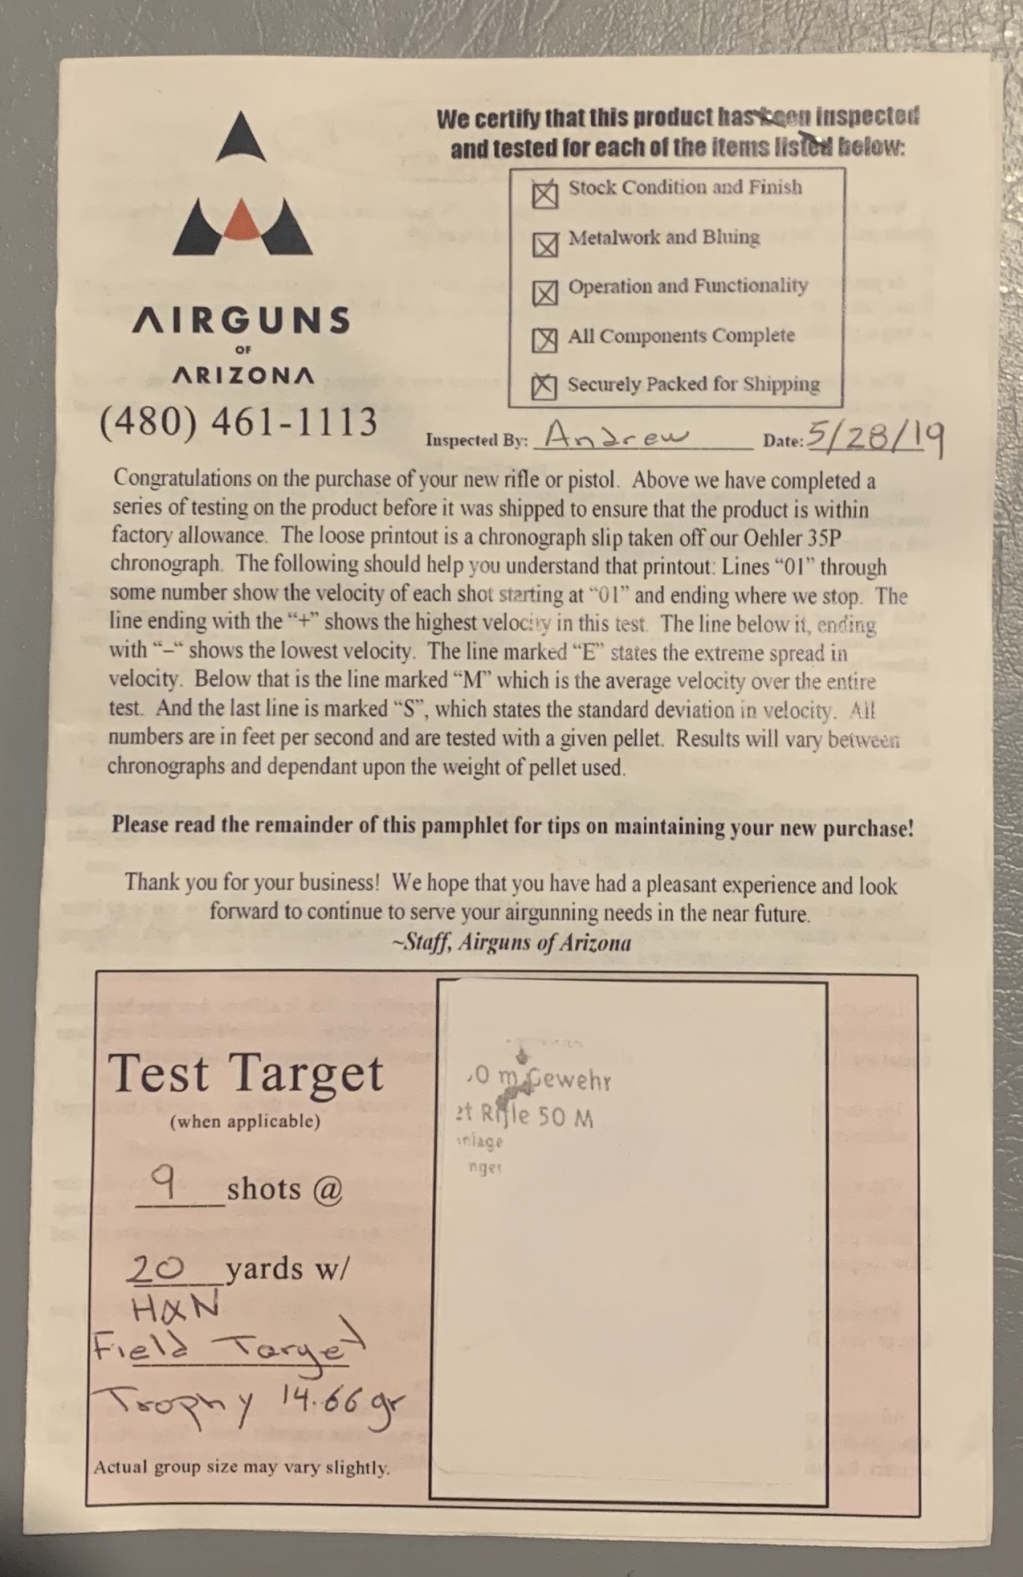 We certify that this product has been inspected
and tested for each of the items listed below:
Stock Condition and Finish
Metalwork and Bluing
Operation and Functionality
All Components Complete
Securely Packed for Shipping
AIRGUNS
OF
ARIZONA
(480) 461-1113
Inspected By: Andrew Date: 5/28/19
Congratulations on the purchase of your new rifle or pistol. Above we have completed a
series of testing on the product before it was shipped to ensure that the product is within
factory allowance. The loose printout is a chronograph slip taken off our Oehler 35P
chronograph. The following should help you understand that printout: Lines “01” through
some number show the velocity of each shot starting at “01” and ending where we stop. The
line ending with the “+” shows the highest velocity in this test. The line below it, ending
with “–“ shows the lowest velocity. The line marked “E” states the extreme spread in
velocity. Below that is the line marked “M” which is the average velocity over the entire
test. And the last line is marked “S”, which states the standard deviation in velocity. All
numbers are in feet per second and are tested with a given pellet. Results will vary between
chronographs and dependant upon the weight of pellet used.
Please read the remainder of this pamphlet for tips on maintaining your new purchase!
Thank you for your business! We hope that you have had a pleasant experience and look
forward to continue to serve your airgunning needs in the near future.
~Staff, Airguns of Arizona
Test Target
(when applicable)
9 shots @
20 yards w/
H&N
Field Target
Trophy 14.66 gr
Actual group size may vary slightly.
0 m Gewehr
et Rifle 50 M
nlage
nger